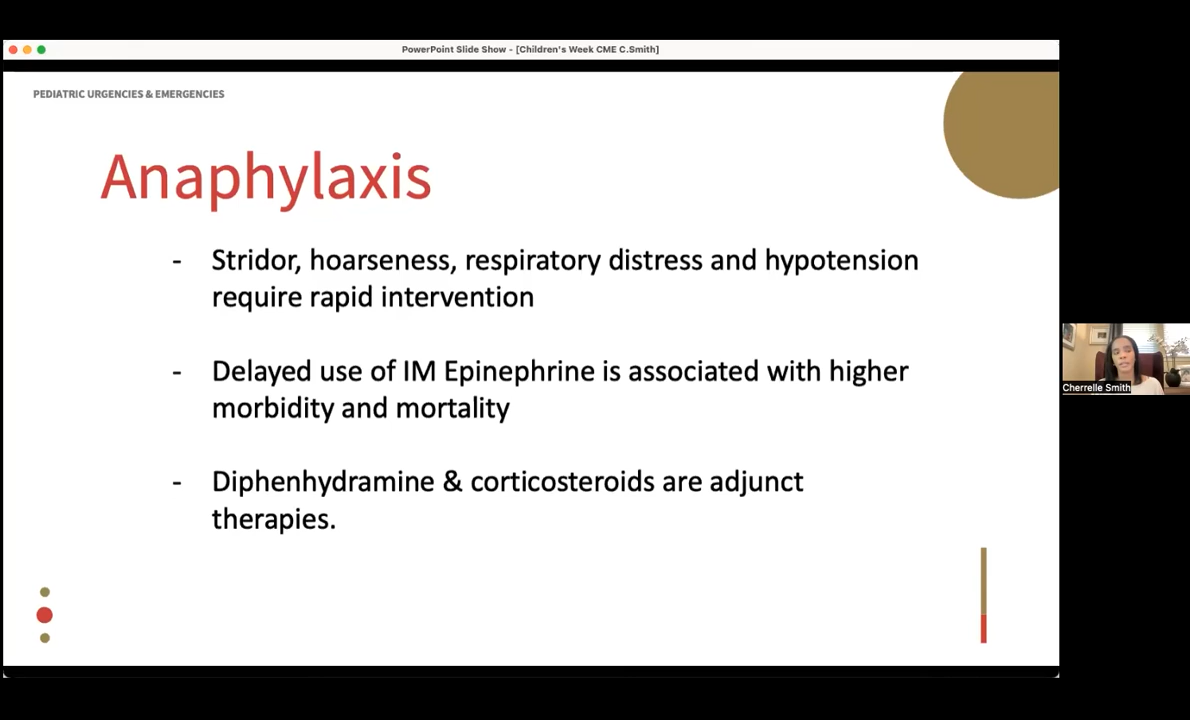 PowerPoint Slide Show - [Children's Week CME C.Smith]
PEDIATRIC URGENCIES & EMERGENCIES
Anaphylaxis
- Stridor, hoarseness, respiratory distress and hypotension
require rapid intervention
- Delayed use of IM Epinephrine is associated with higher
morbidity and mortality
- Diphenhydramine & corticosteroids are adjunct
therapies.
Cherrelle Smith